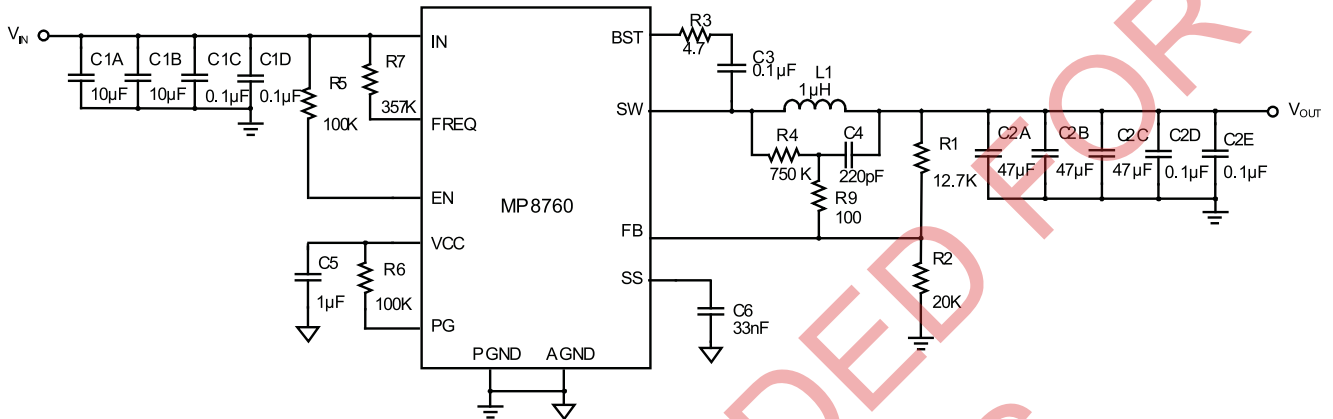 V_IN
C1A
10µF
C1B
10µF
C1C
0.1µF
C1D
0.1µF
R5
100K
R7
357K
C5
1µF
R6
100K
IN
FREQ
EN
VCC
PG
MP8760
PGND
AGND
BST
SW
FB
SS
R3
4.7
C3
0.1µF
L1
1µH
R4
750 K
C4
220pF
R9
100
R1
12.7K
R2
20K
C6
33nF
C2A
47µF
C2B
47µF
C2C
47µF
C2D
0.1µF
C2E
0.1µF
V_OUT
DED FOR